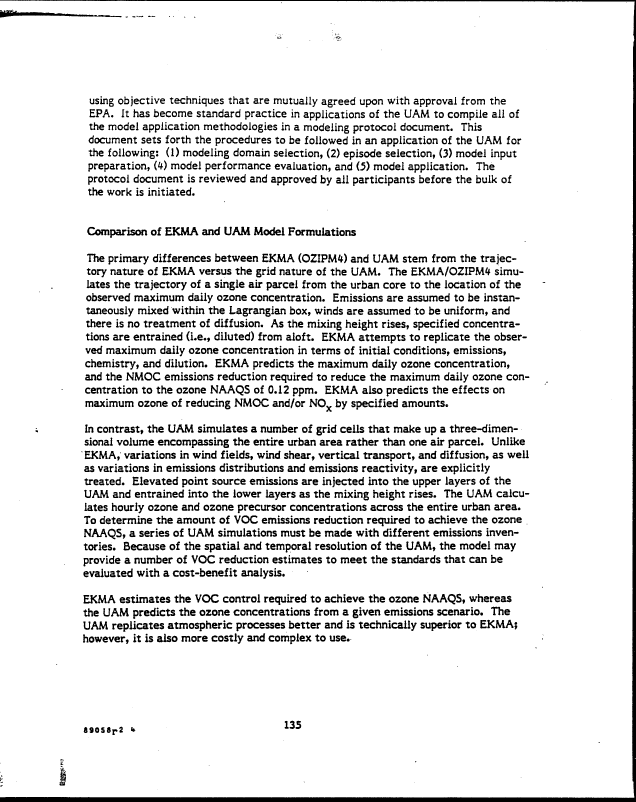 using objective techniques that are mutually agreed upon with approval from the
EPA. It has become standard practice in applications of the UAM to compile all of
the model application methodologies in a modeling protocol document. This
document sets forth the procedures to be followed in an application of the UAM for
the following: (1) modeling domain selection, (2) episode selection, (3) model input
preparation, (4) model performance evaluation, and (5) model application. The
protocol document is reviewed and approved by all participants before the bulk of
the work is initiated.
Comparison of EKMA and UAM Model Formulations
The primary differences between EKMA (OZIPM4) and UAM stem from the trajec-
tory nature of EKMA versus the grid nature of the UAM. The EKMA/OZIPM4 simu-
lates the trajectory of a single air parcel from the urban core to the location of the
observed maximum daily ozone concentration. Emissions are assumed to be instan-
taneously mixed within the Lagrangian box, winds are assumed to be uniform, and
there is no treatment of diffusion. As the mixing height rises, specified concentra-
tions are entrained (i.e., diluted) from aloft. EKMA attempts to replicate the obser-
ved maximum daily ozone concentration in terms of initial conditions, emissions,
chemistry, and dilution. EKMA predicts the maximum daily ozone concentration,
and the NMOC emissions reduction required to reduce the maximum daily ozone con-
centration to the ozone NAAQS of 0.12 ppm. EKMA also predicts the effects on
maximum ozone of reducing NMOC and/or NOx by specified amounts.
In contrast, the UAM simulates a number of grid cells that make up a three-dimen-
sional volume encompassing the entire urban area rather than one air parcel. Unlike
EKMA, variations in wind fields, wind shear, vertical transport, and diffusion, as well
as variations in emissions distributions and emissions reactivity, are explicitly
treated. Elevated point source emissions are injected into the upper layers of the
UAM and entrained into the lower layers as the mixing height rises. The UAM calcu-
lates hourly ozone and ozone precursor concentrations across the entire urban area.
To determine the amount of VOC emissions reduction required to achieve the ozone
NAAQS, a series of UAM simulations must be made with different emissions inven-
tories. Because of the spatial and temporal resolution of the UAM, the model may
provide a number of VOC reduction estimates to meet the standards that can be
evaluated with a cost-benefit analysis.
EKMA estimates the VOC control required to achieve the ozone NAAQS, whereas
the UAM predicts the ozone concentrations from a given emissions scenario. The
UAM replicates atmospheric processes better and is technically superior to EKMA;
however, it is also more costly and complex to use.
89058r2 4
135